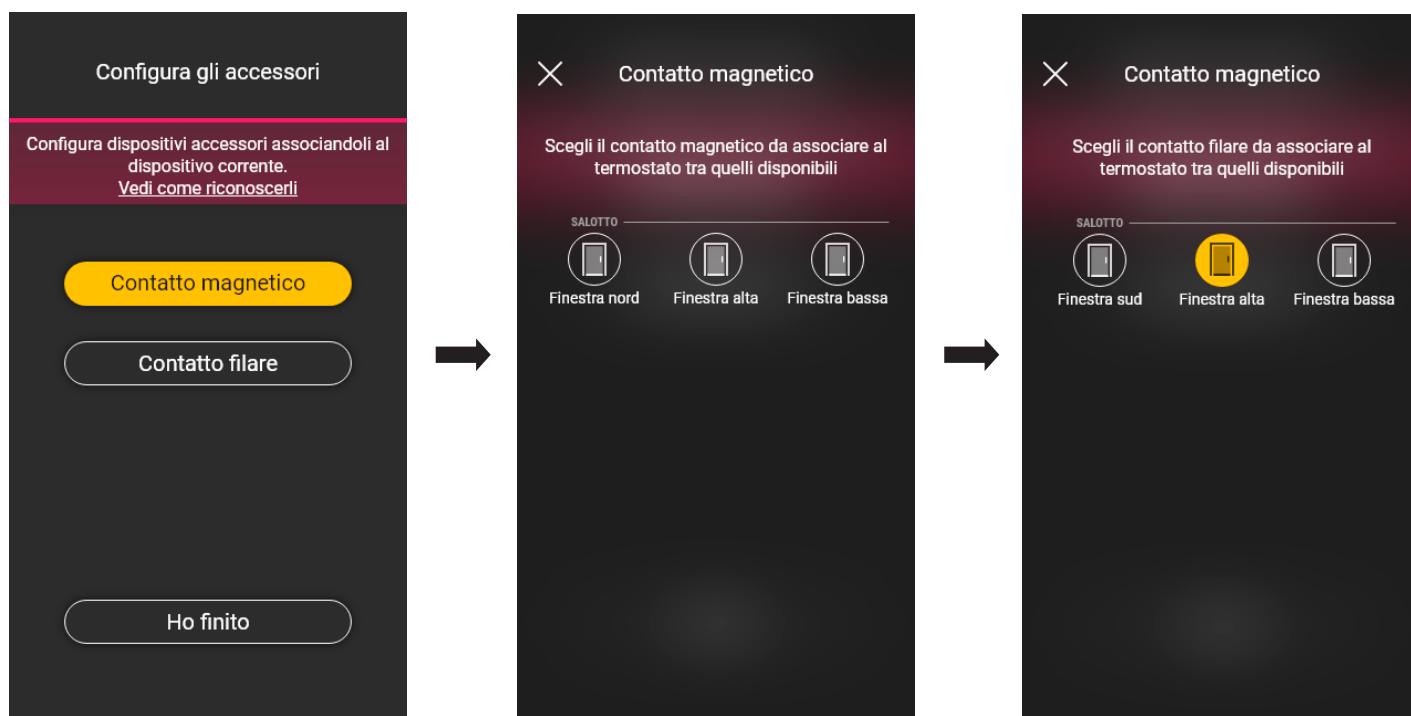 Configura gli accessori
Configura dispositivi accessori associandoli al
dispositivo corrente.
Vedi come riconoscerli
Contatto magnetico
Contatto filare
Ho finito
Contatto magnetico
Scegli il contatto magnetico da associare al
termostato tra quelli disponibili
SALOTTO
Finestra nord Finestra alta Finestra bassa
Contatto magnetico
Scegli il contatto filare da associare al
termostato tra quelli disponibili
SALOTTO
Finestra sud Finestra alta Finestra bassa